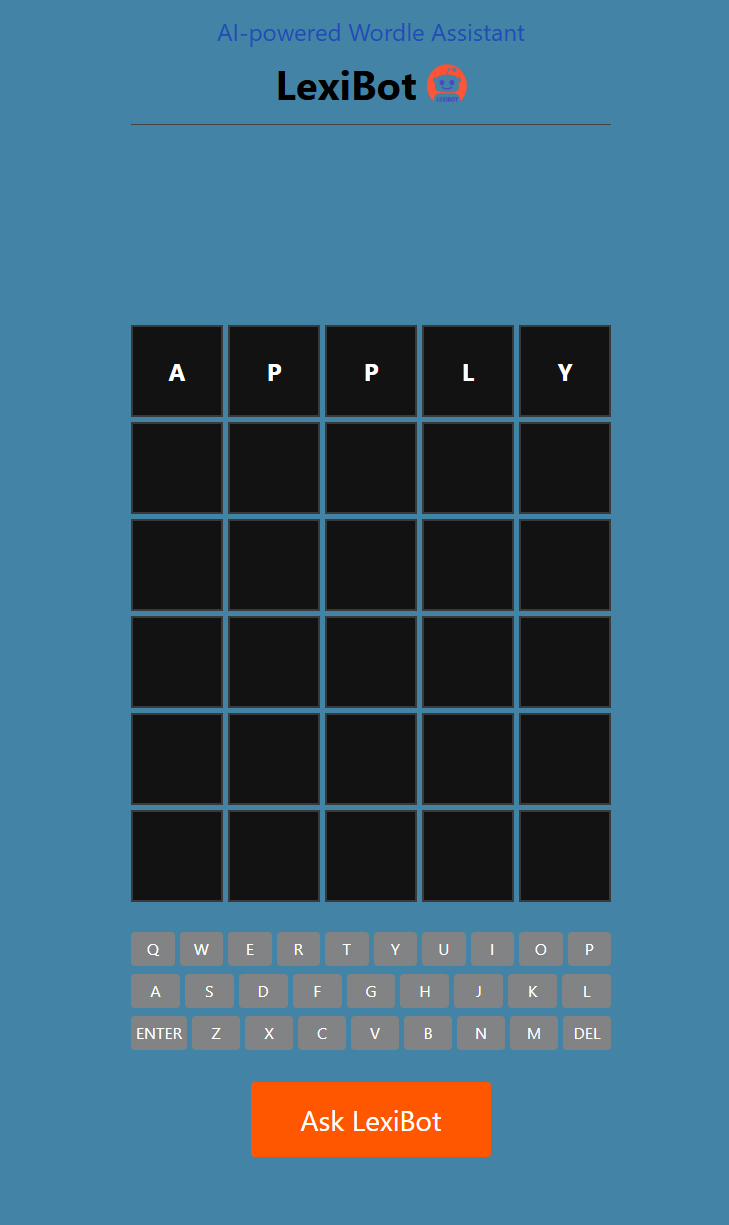 AI-powered Wordle Assistant
LexiBot
LEXIBOT
A P P L Y
Q W E R T Y U I O P
A S D F G H J K L
ENTER Z X C V B N M DEL
Ask LexiBot